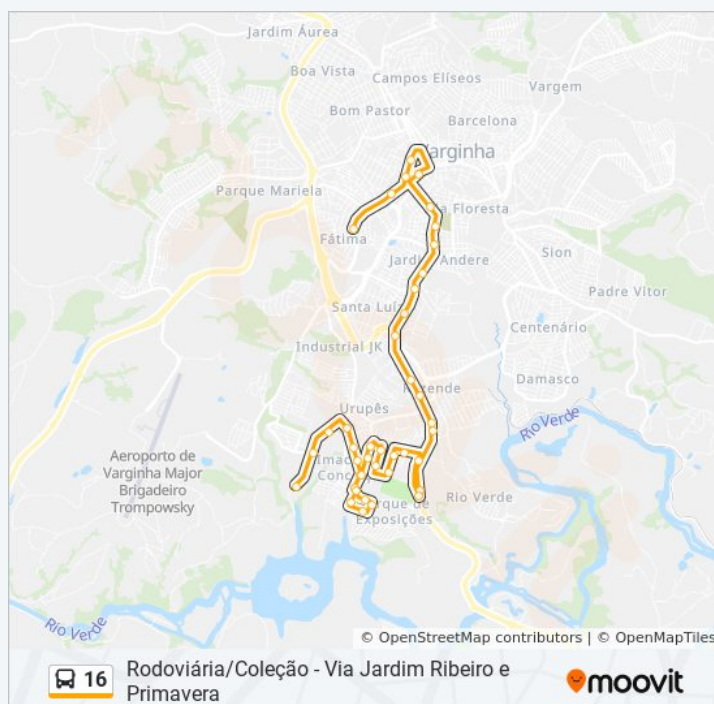 Jardim Áurea
Boa Vista
Campos Elíseos
Vargem
Bom Pastor
Barcelona
Varginha
Parque Mariela
Floresta
Fátima
Sion
Jardim Andere
Padre Vitor
Santa Luiza
Centenário
Industrial JK
Damasco
Rezende
Urupês
Rio Verde
Aeroporto de
Varginha Major
Brigadeiro
Trompowsky
Rio Verde
Parque de
Exposições
Rio Verde
© OpenStreetMap contributors | © OpenMapTiles
16
Rodoviária/Coleção - Via Jardim Ribeiro e
Primavera
moovit